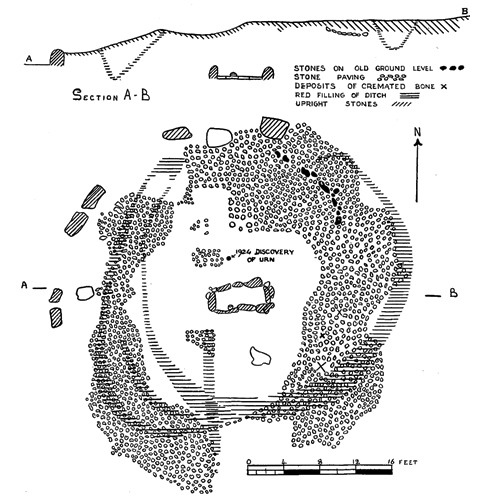 B
A
STONES ON OLD GROUND LEVEL
STONE PAVING
SECTION A-B
DEPOSITS OF CREMATED BONE X
RED FILLING OF DITCH
UPRIGHT STONES
N
1924 DISCOVERY
OF URN
A
B
0 4 8 12 16 FEET